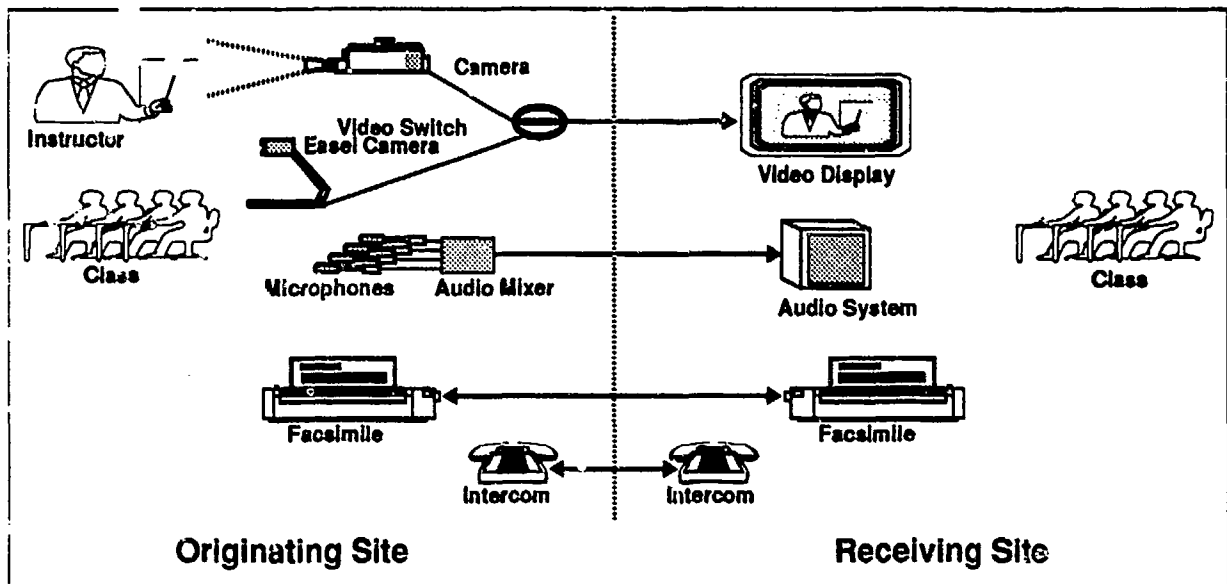 Camera
Instructor
Video Switch
Easel Camera
Video Display
Class
Microphones
Audio Mixer
Audio System
Class
Facsimile
Facsimile
Intercom
Intercom
Originating Site
Receiving Site